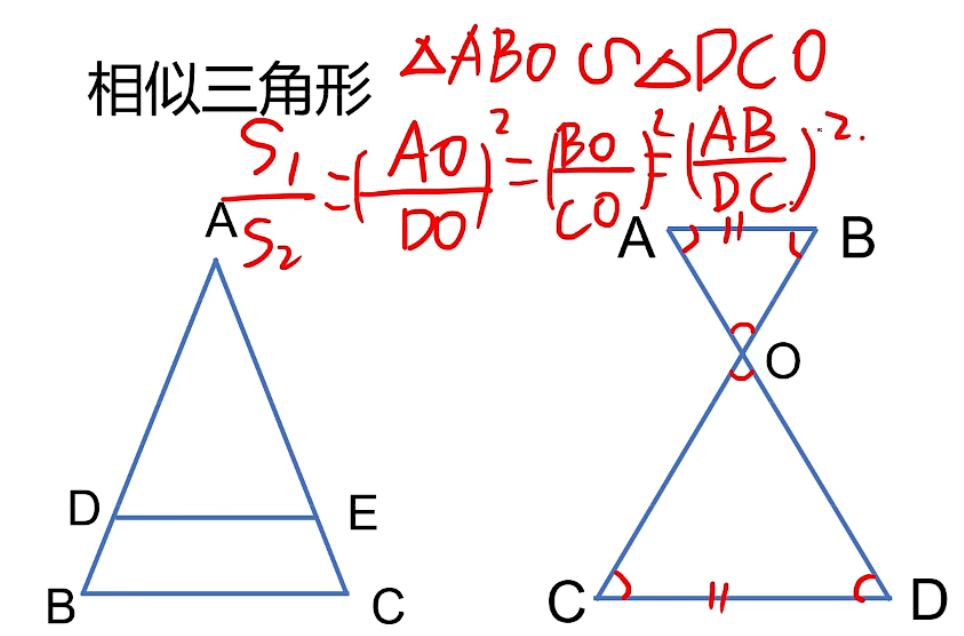 相似三角形 △ABO∽△DCO
S₁/S₂=(AO/DO)²=(BO/CO)²=(AB/DC)².
A
A B
O
D E
B C
C D